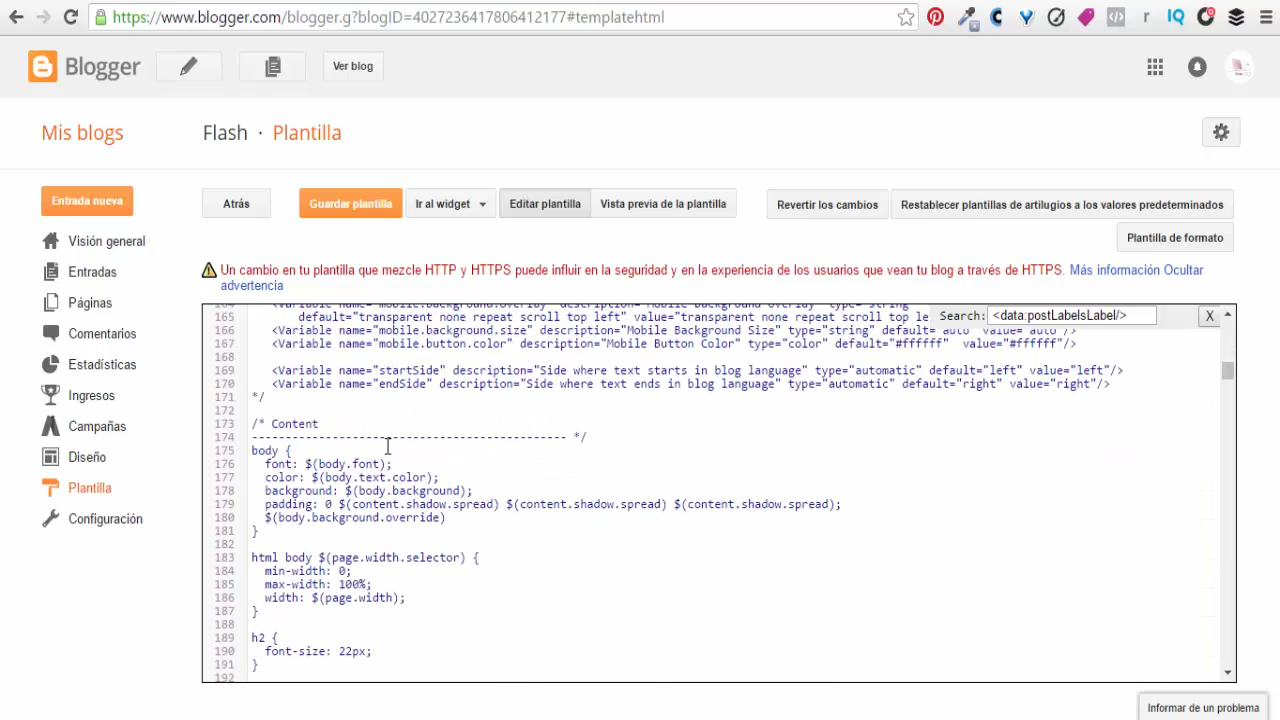 https://www.blogger.com/blogger.g?blogID=4027236417806412177#templatehtml
Blogger
Ver blog
Mis blogs
Flash · Plantilla
Entrada nueva
Atrás
Guardar plantilla
Ir al widget
Editar plantilla
Vista previa de la plantilla
Revertir los cambios
Restablecer plantillas de artilugios a los valores predeterminados
Plantilla de formato
Visión general
Entradas
Páginas
Comentarios
Estadísticas
Ingresos
Campañas
Diseño
Plantilla
Configuración
Un cambio en tu plantilla que mezcle HTTP y HTTPS puede influir en la seguridad y en la experiencia de los usuarios que vean tu blog a través de HTTPS. Más información Ocultar
advertencia
Search: <data:postLabelsLabel/> X
164 <Variable name="mobile.background.overlay" description="Mobile Background Overlay" type="string"
165 default="transparent none repeat scroll top left" value="transparent none repeat scroll top le
166 <Variable name="mobile.background.size" description="Mobile Background Size" type="string" default="auto" value="auto"/>
167 <Variable name="mobile.button.color" description="Mobile Button Color" type="color" default="#ffffff" value="#ffffff"/>
168
169 <Variable name="startSide" description="Side where text starts in blog language" type="automatic" default="left" value="left"/>
170 <Variable name="endSide" description="Side where text ends in blog language" type="automatic" default="right" value="right"/>
171 */
172
173 /* Content
174 ----------------------------------------------- */
175 body {
176 font: $(body.font);
177 color: $(body.text.color);
178 background: $(body.background);
179 padding: 0 $(content.shadow.spread) $(content.shadow.spread) $(content.shadow.spread);
180 $(body.background.override)
181 }
182
183 html body $(page.width.selector) {
184 min-width: 0;
185 max-width: 100%;
186 width: $(page.width);
187 }
188
189 h2 {
190 font-size: 22px;
191 }
192
Informar de un problema